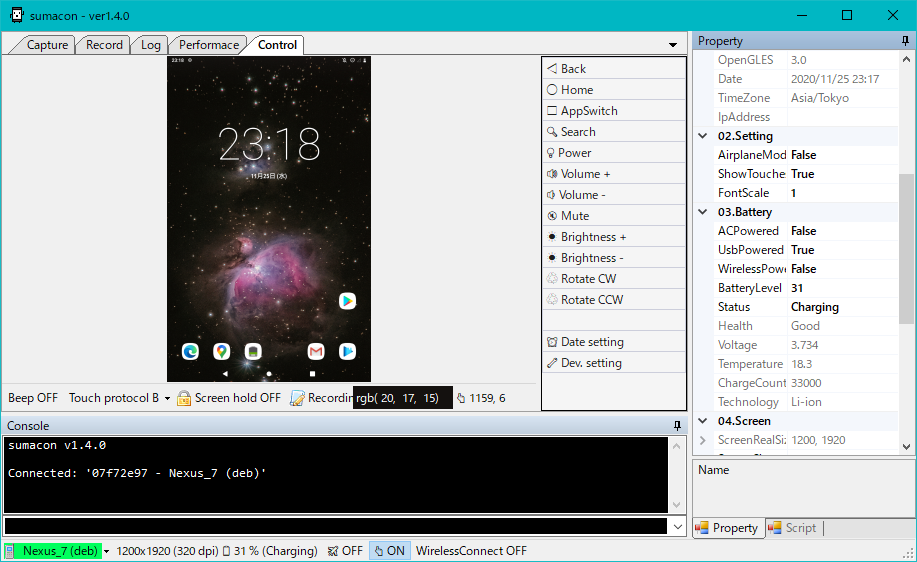 sumacon - ver1.4.0
Capture Record Log Performace Control
23:18
23:18
11月25日 (水)
Back
Home
AppSwitch
Search
Power
Volume +
Volume -
Mute
Brightness +
Brightness -
Rotate CW
Rotate CCW
Date setting
Dev. setting
Beep OFF Touch protocol B Screen hold OFF Recordin rgb( 20, 17, 15) 1159, 6
Console
sumacon v1.4.0
Connected: '07f72e97 - Nexus_7 (deb)'
Property
OpenGLES 3.0
Date 2020/11/25 23:17
TimeZone Asia/Tokyo
IpAddress
02.Setting
AirplaneMod False
ShowTouche True
FontScale 1
03.Battery
ACPowered False
UsbPowered True
WirelessPowe False
BatteryLevel 31
Status Charging
Health Good
Voltage 3.734
Temperature 18.3
ChargeCount 33000
Technology Li-ion
04.Screen
ScreenRealSiz 1200, 1920
Name
Property Script
Nexus_7 (deb) 1200x1920 (320 dpi) 31 % (Charging) OFF ON WirelessConnect OFF